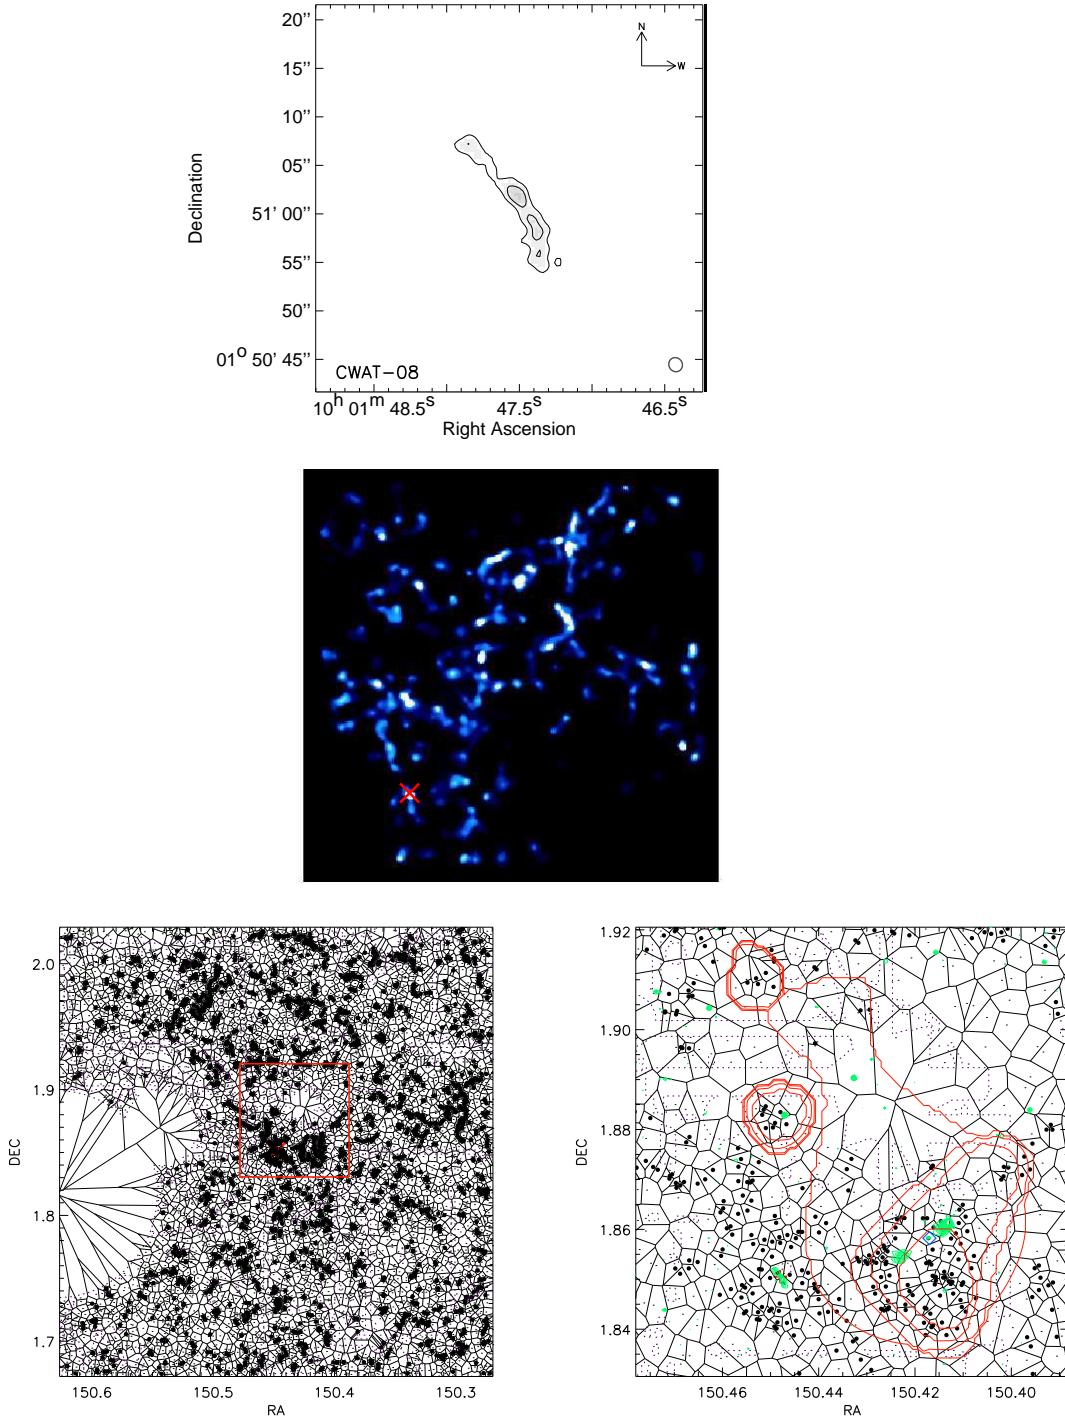 20’’
N
15’’
W
10’’
05’’
51’ 00’’
55’’
50’’
01o 50’ 45’’
Declination
CWAT−08
10h 01m 48.5s 47.5s 46.5s
Right Ascension
2.0
1.9
1.8
1.7
DEC
150.6 150.5 150.4 150.3
RA
1.92
1.90
1.88
1.86
1.84
DEC
150.46 150.44 150.42 150.40
RA